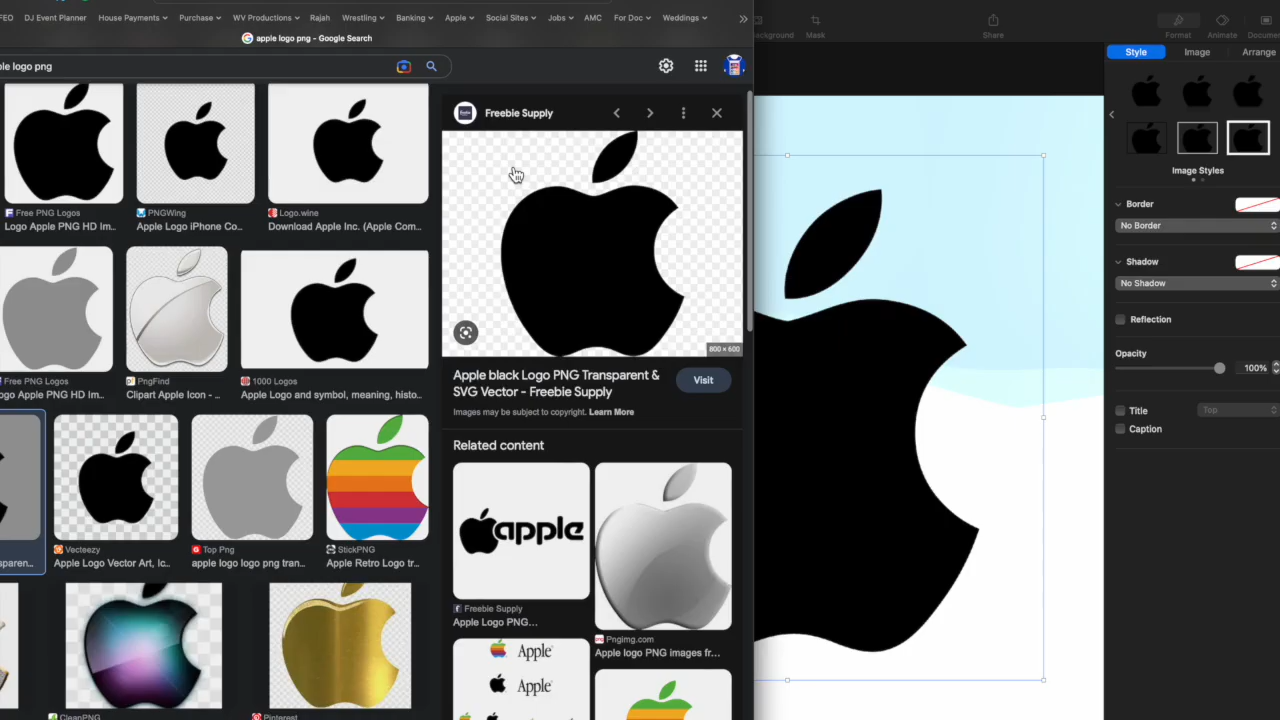 FEO DJ Event Planner House Payments Purchase WV Productions Rajah Wrestling Banking Apple Social Sites Jobs AMC For Doc Weddings
apple logo png - Google Search
ple logo png
Background Mask Share Format Animate Documen
Style Image Arrange
Freebie Supply
Free PNG Logos
Logo Apple PNG HD Im...
PNGWing
Apple Logo iPhone Co...
Logo.wine
Download Apple Inc. (Apple Com...
Free PNG Logos
ogo Apple PNG HD Im...
PngFind
Clipart Apple Icon - ...
1000 Logos
Apple Logo and symbol, meaning, histo...
sparen...
Vecteezy
Apple Logo Vector Art, Ic...
Top Png
apple logo logo png tran...
StickPNG
Apple Retro Logo tr...
CleanPNG
Pinterest
800 × 600
Apple black Logo PNG Transparent &
SVG Vector - Freebie Supply
Visit
Images may be subject to copyright. Learn More
Related content
apple
Freebie Supply
Apple Logo PNG...
Pngimg.com
Apple logo PNG images fr...
Apple
Apple
Image Styles
Border
No Border
Shadow
No Shadow
Reflection
Opacity
100%
Title
Top
Caption